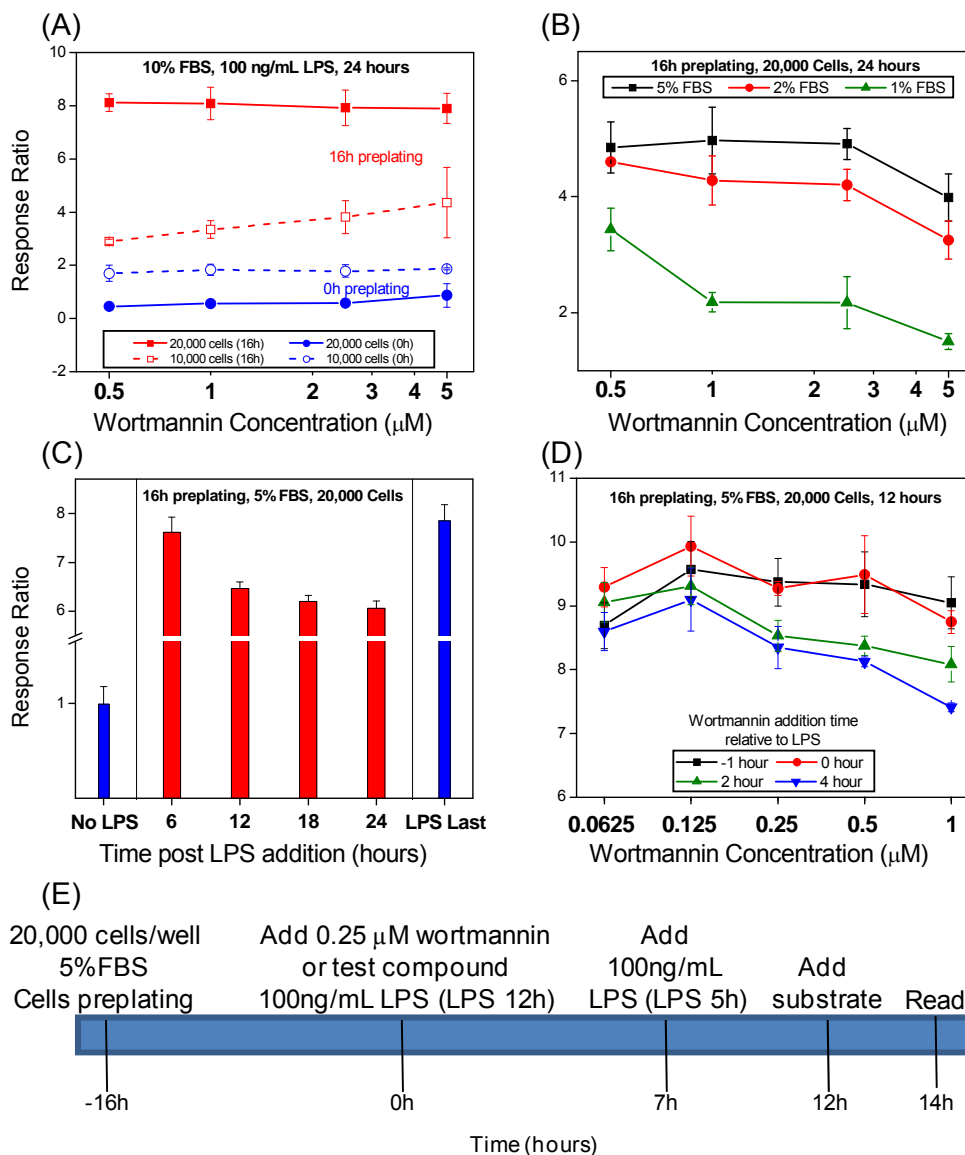 (A)
10% FBS, 100 ng/mL LPS, 24 hours
Response Ratio
10
8
6
4
2
0
-2
16h preplating
0h preplating
20,000 cells (16h)
20,000 cells (0h)
10,000 cells (16h)
10,000 cells (0h)
0.5
1
2
3
4
5
Wortmannin Concentration (μM)
(B)
16h preplating, 20,000 Cells, 24 hours
5% FBS
2% FBS
1% FBS
6
4
2
0.5
1
2
3
4
5
Wortmannin Concentration (μM)
(C)
16h preplating, 5% FBS, 20,000 Cells
Response Ratio
8
7
6
1
No LPS
6
12
18
24
LPS Last
Time post LPS addition (hours)
(D)
16h preplating, 5% FBS, 20,000 Cells, 12 hours
11
10
9
8
7
6
Wortmannin addition time
relative to LPS
-1 hour
0 hour
2 hour
4 hour
0.0625
0.125
0.25
0.5
1
Wortmannin Concentration (μM)
(E)
20,000 cells/well
5%FBS
Cells preplating
Add 0.25 μM wortmannin
or test compound
100ng/mL LPS (LPS 12h)
Add
100ng/mL
LPS (LPS 5h)
Add
substrate
Read
-16h
0h
7h
12h
14h
Time (hours)